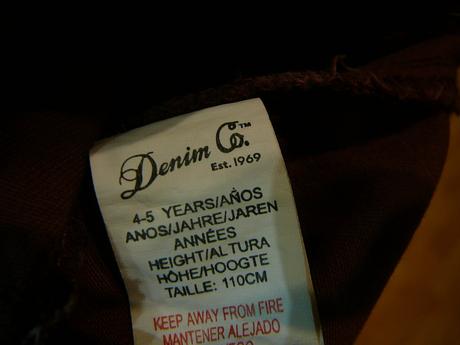 Denim Co.™
Est. 1969
4-5 YEARS/AÑOS
ANOS/JAHRE/JAREN
ANNÉES
HEIGHT/ALTURA
HÖHE/HOOGTE
TAILLE: 110CM
KEEP AWAY FROM FIRE
MANTENER ALEJADO